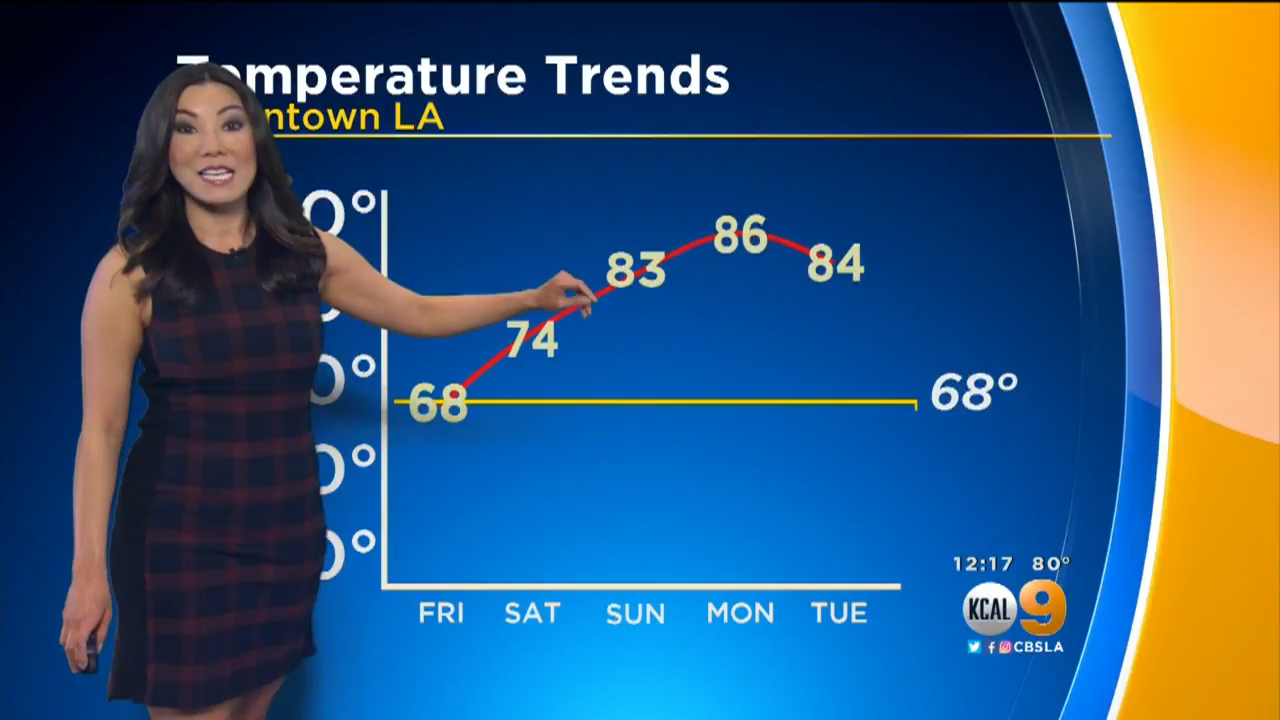 Temperature Trends
ntown LA
0°
86
83
84
74
0°
68
68°
0°
0°
FRI SAT SUN MON TUE
12:17 80°
KCAL 9
CBSLA